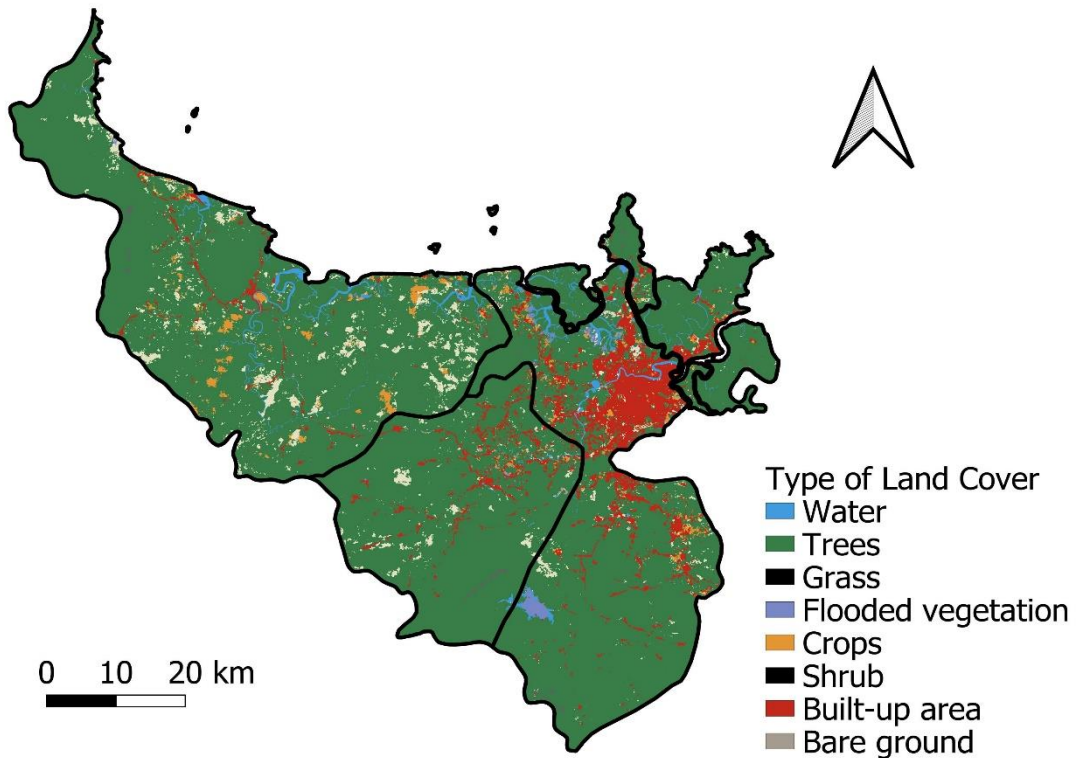 0 10 20 km
Type of Land Cover
Water
Trees
Grass
Flooded vegetation
Crops
Shrub
Built-up area
Bare ground